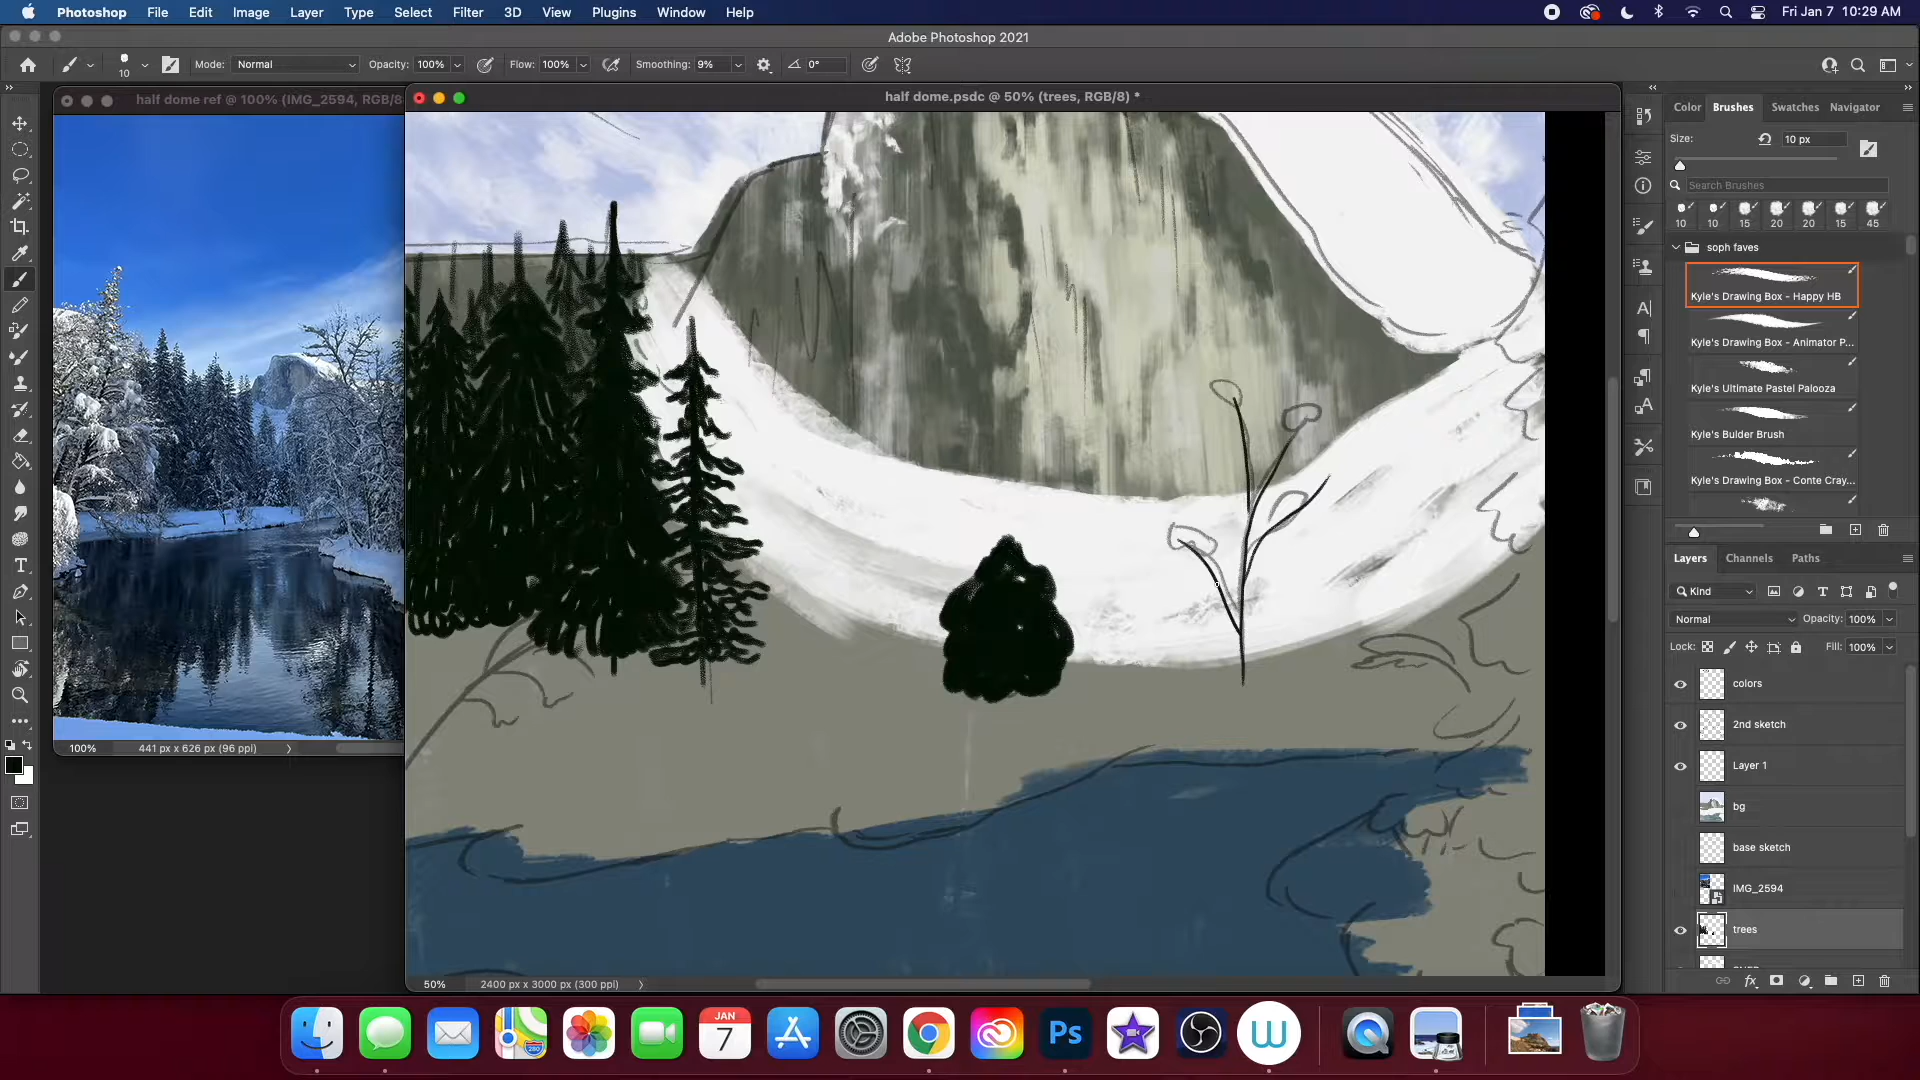 Photoshop File Edit Image Layer Type Select Filter 3D View Plugins Window Help Fri Jan 7 10:29 AM
Adobe Photoshop 2021
10 Mode: Normal Opacity: 100% Flow: 100% Smoothing: 9% 0°
half dome ref @ 100% (IMG_2594, RGB/8
half dome.psdc @ 50% (trees, RGB/8) *
100% 441 px x 626 px (96 ppi)
50% 2400 px x 3000 px (300 ppi)
Color Brushes Swatches Navigator
Size: 10 px
Search Brushes
10 10 15 20 20 15 45
soph faves
Kyle's Drawing Box - Happy HB
Kyle's Drawing Box - Animator P...
Kyle's Ultimate Pastel Palooza
Kyle's Bulder Brush
Kyle's Drawing Box - Conte Cray...
Layers Channels Paths
Kind
Normal Opacity: 100%
Lock: Fill: 100%
colors
2nd sketch
Layer 1
bg
base sketch
IMG_2594
trees
fx
JAN
7
280
Ps